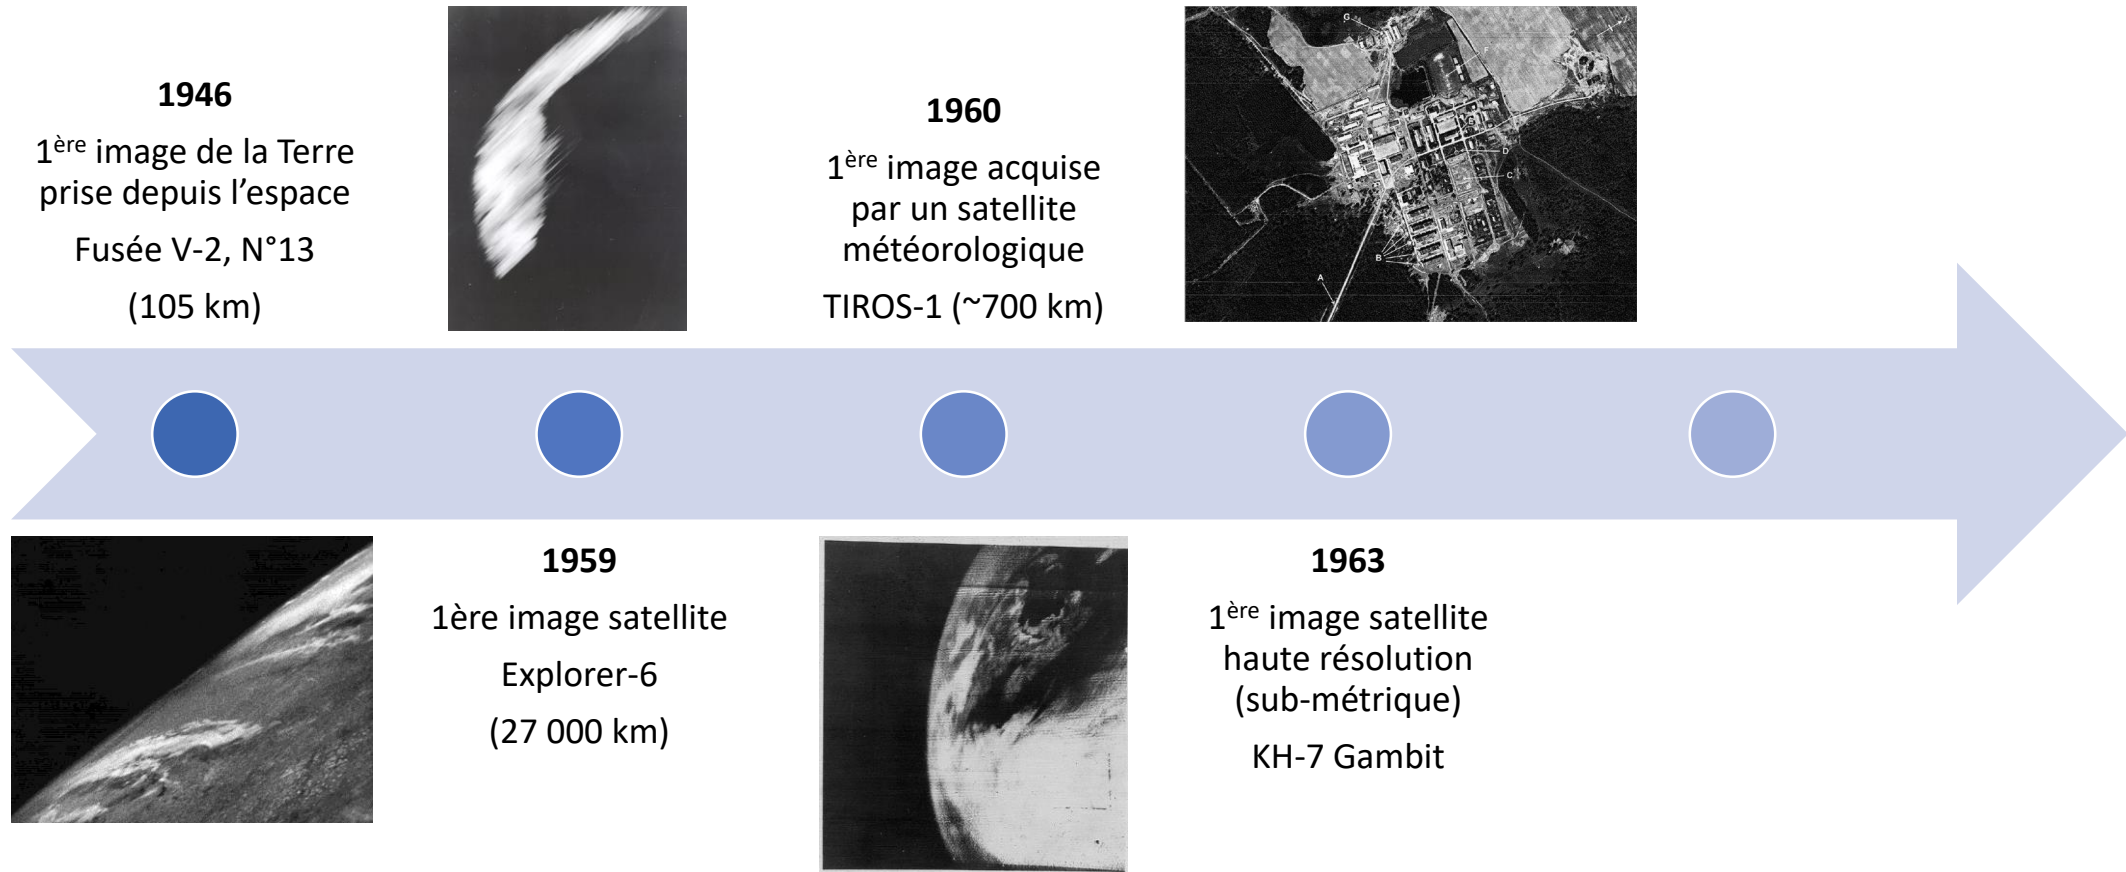 1946
1ère image de la Terre
prise depuis l’espace
Fusée V-2, N°13
(105 km)
1959
1ère image satellite
Explorer-6
(27 000 km)
1960
1ère image acquise
par un satellite
météorologique
TIROS-1 (~700 km)
1963
1ère image satellite
haute résolution
(sub-métrique)
KH-7 Gambit
G
F
G
D
C
B
A